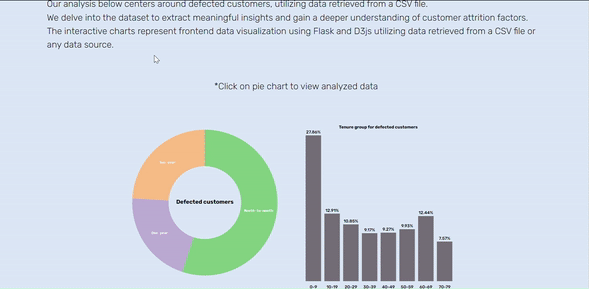 Our analysis below centers around defected customers, utilizing data retrieved from a CSV file.
We delve into the dataset to extract meaningful insights and gain a deeper understanding of customer attrition factors.
The interactive charts represent frontend data visualization using Flask and D3js utilizing data retrieved from a CSV file or
any data source.
*Click on pie chart to view analyzed data
Tenure group for defected customers
27.86%
12.91%
10.85%
9.17%
9.27%
9.93%
12.44%
7.57%
Defected customers
Month-to-month
0-9
10-19
20-29
30-39
40-49
50-59
60-69
70-79